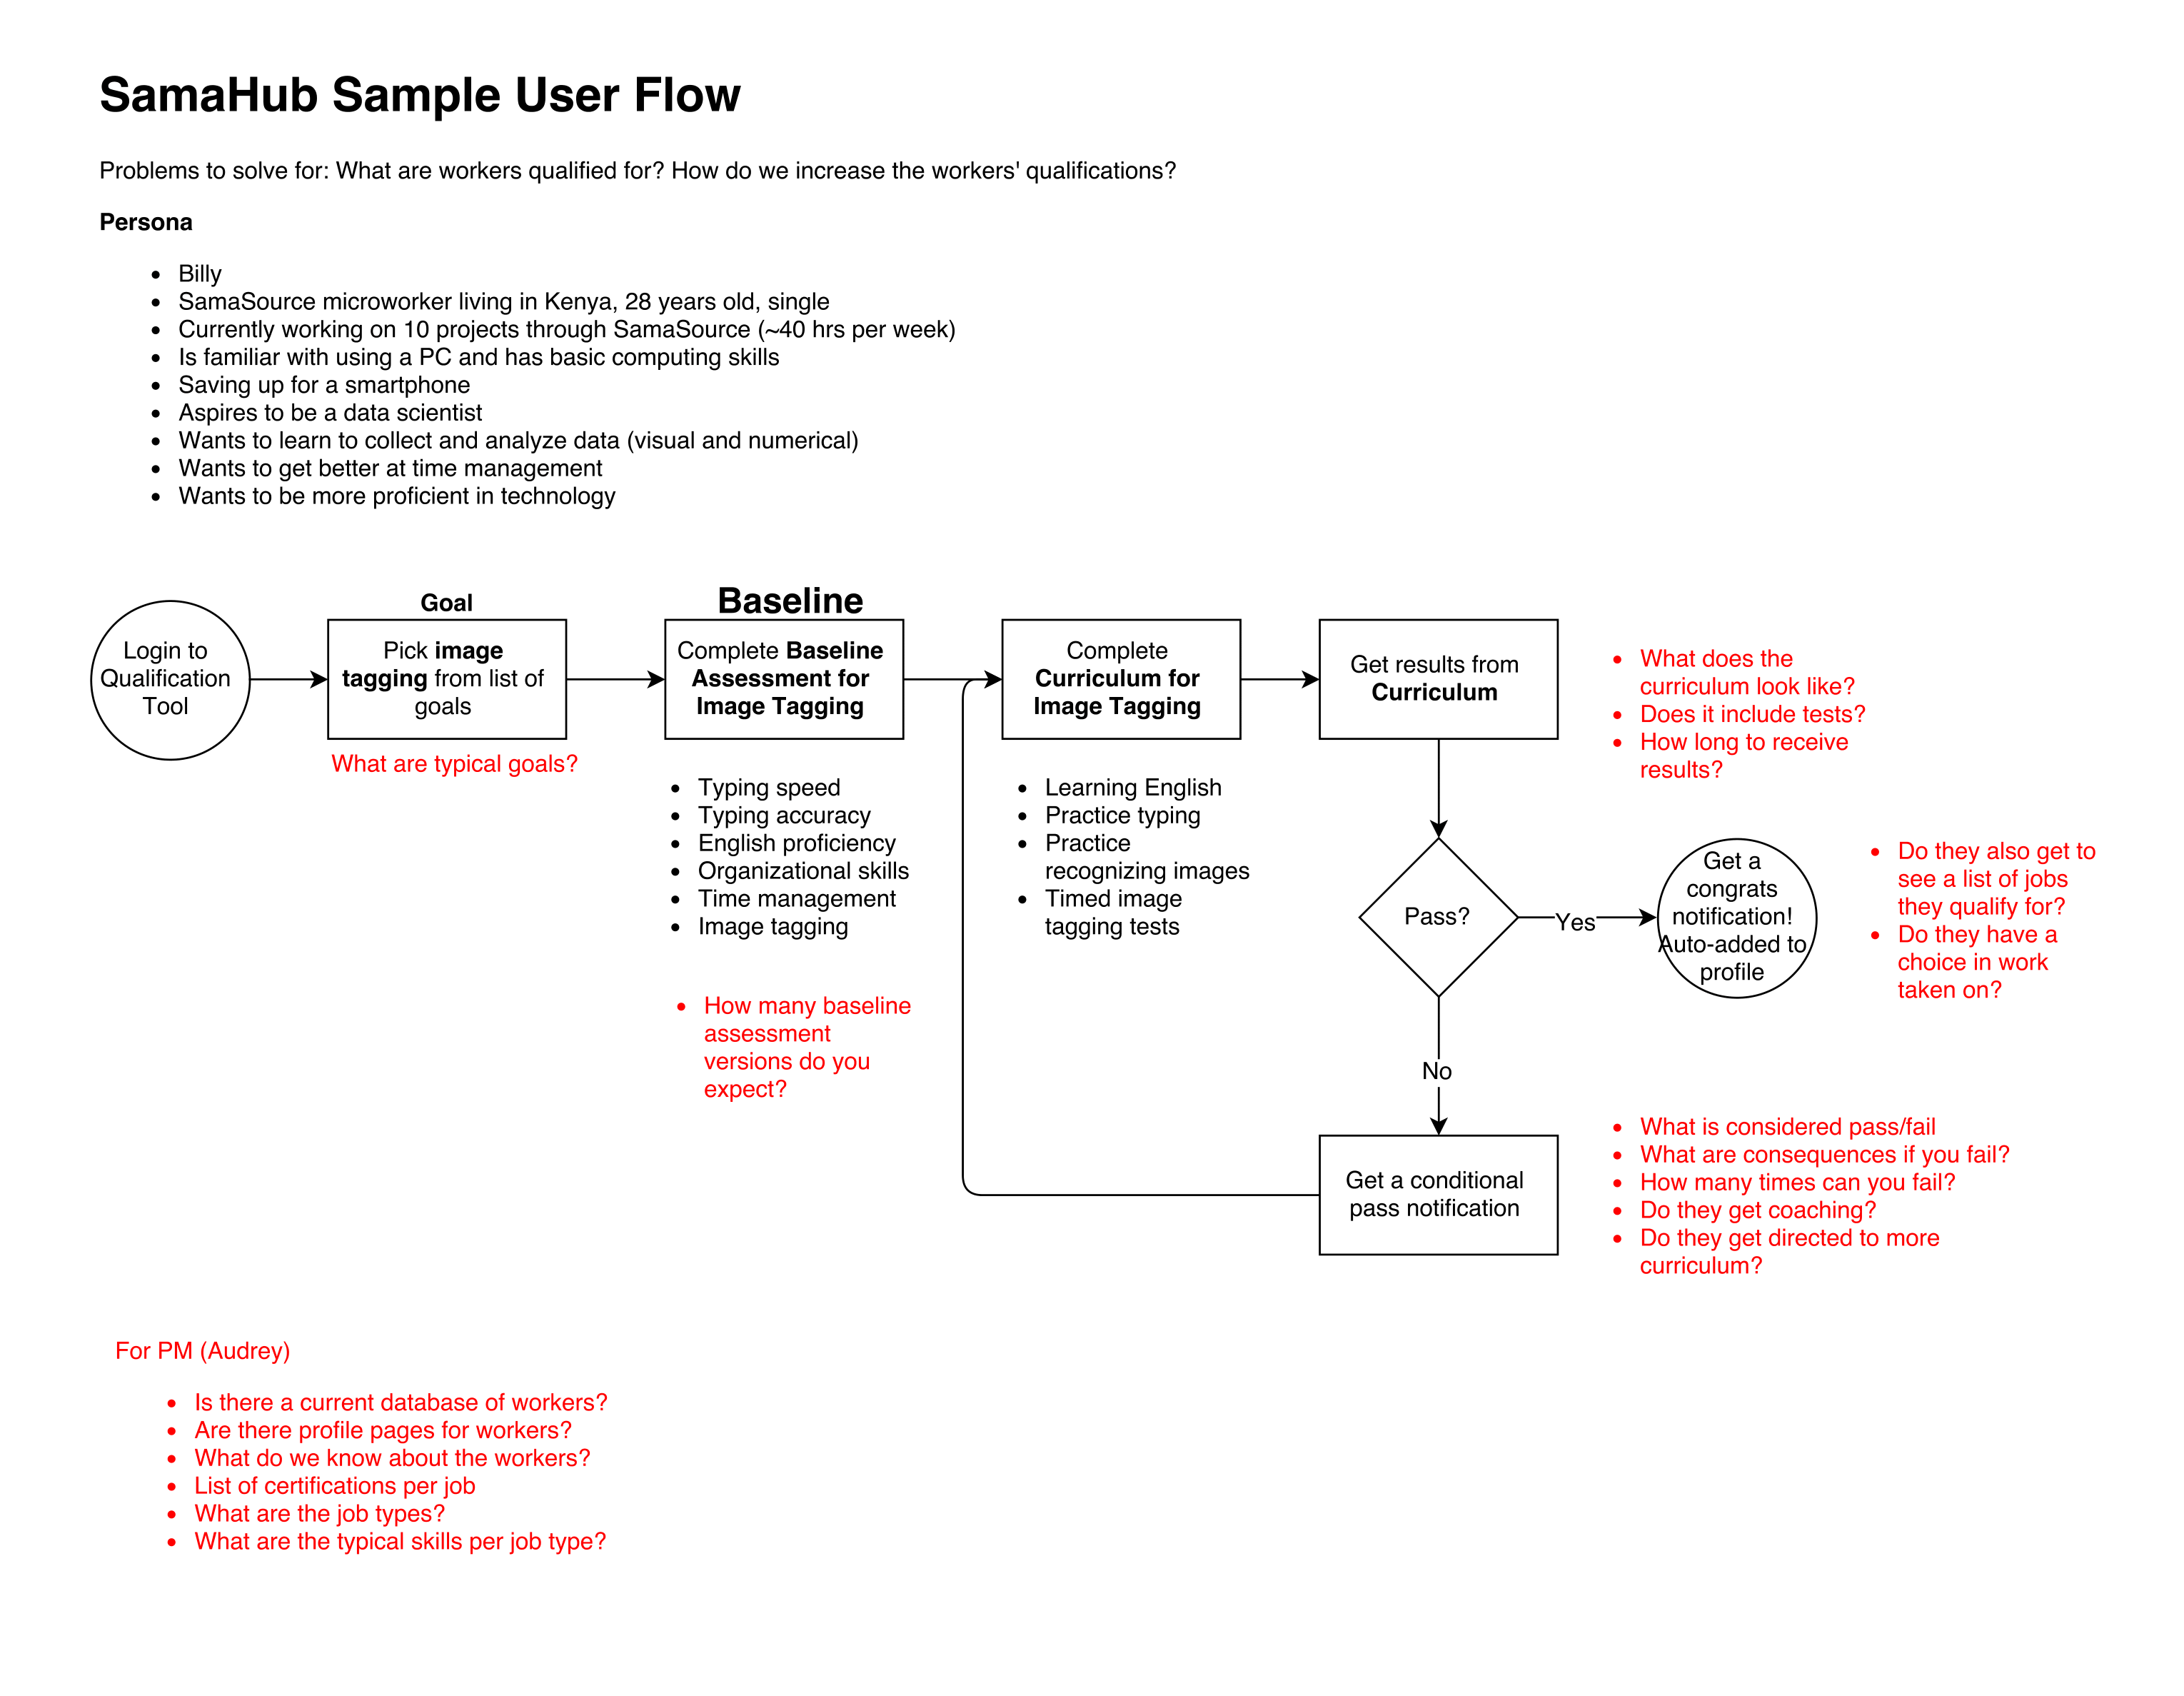 SamaHub Sample User Flow
Problems to solve for: What are workers qualified for? How do we increase the workers' qualifications?
Persona
• Billy
• SamaSource microworker living in Kenya, 28 years old, single
• Currently working on 10 projects through SamaSource (~40 hrs per week)
• Is familiar with using a PC and has basic computing skills
• Saving up for a smartphone
• Aspires to be a data scientist
• Wants to learn to collect and analyze data (visual and numerical)
• Wants to get better at time management
• Wants to be more proficient in technology
Login to
Qualification
Tool
Goal
Pick image
tagging from list of
goals
What are typical goals?
Baseline
Complete Baseline
Assessment for
Image Tagging
• Typing speed
• Typing accuracy
• English proficiency
• Organizational skills
• Time management
• Image tagging
• How many baseline
assessment
versions do you
expect?
Complete
Curriculum for
Image Tagging
• Learning English
• Practice typing
• Practice
recognizing images
• Timed image
tagging tests
Get results from
Curriculum
• What does the
curriculum look like?
• Does it include tests?
• How long to receive
results?
Pass?
Yes
Get a
congrats
notification!
Auto-added to
profile
• Do they also get to
see a list of jobs
they qualify for?
• Do they have a
choice in work
taken on?
No
Get a conditional
pass notification
• What is considered pass/fail
• What are consequences if you fail?
• How many times can you fail?
• Do they get coaching?
• Do they get directed to more
curriculum?
For PM (Audrey)
• Is there a current database of workers?
• Are there profile pages for workers?
• What do we know about the workers?
• List of certifications per job
• What are the job types?
• What are the typical skills per job type?